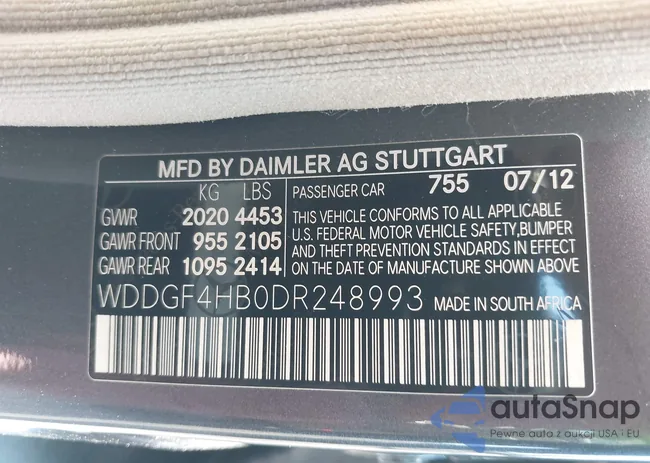 MFD BY DAIMLER AG STUTTGART
KG LBS
GVWR 2020 4453
GAWR FRONT 955 2105
GAWR REAR 1095 2414
PASSENGER CAR 755 07/12
THIS VEHICLE CONFORMS TO ALL APPLICABLE
U.S. FEDERAL MOTOR VEHICLE SAFETY,BUMPER
AND THEFT PREVENTION STANDARDS IN EFFECT
ON THE DATE OF MANUFACTURE SHOWN ABOVE
WDDGF4HB0DR248993 MADE IN SOUTH AFRICA
autoSnap
Pewne auta z aukcji USA i EU